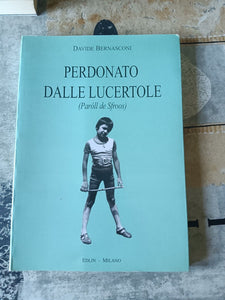 DAVIDE BERNASCONI
PERDONATO
DALLE LUCERTOLE
(Paròll de Sfroos)
EDLIN - MILANO